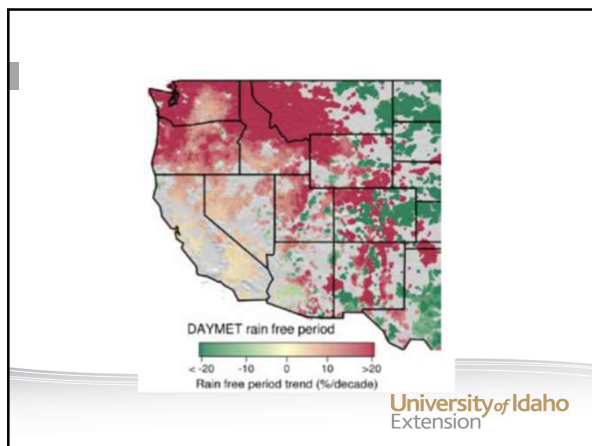 DAYMET rain free period
< -20 -10 0 10 >20
Rain free period trend (%/decade)
University of Idaho
Extension